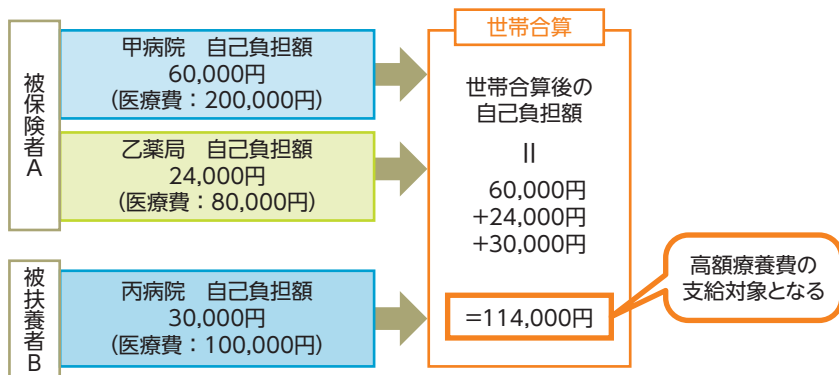 被保険者A
甲病院　自己負担額
60,000円
(医療費：200,000円)
乙薬局　自己負担額
24,000円
(医療費：80,000円)
被扶養者B
丙病院　自己負担額
30,000円
(医療費：100,000円)
世帯合算
世帯合算後の
自己負担額
＝
60,000円
+24,000円
+30,000円
=114,000円
高額療養費の
支給対象となる